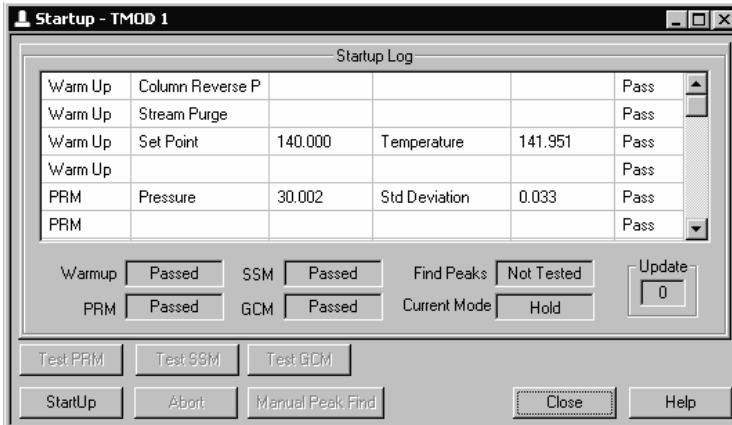 Startup - TMOD 1
Startup Log
Warm Up Column Reverse P Pass
Warm Up Stream Purge Pass
Warm Up Set Point 140.000 Temperature 141.951 Pass
Warm Up Pass
PRM Pressure 30.002 Std Deviation 0.033 Pass
PRM Pass
Warmup Passed SSM Passed Find Peaks Not Tested Update
PRM Passed GCM Passed Current Mode Hold 0
Test PRM Test SSM Test GCM
StartUp Abort Manual Peak Find Close Help